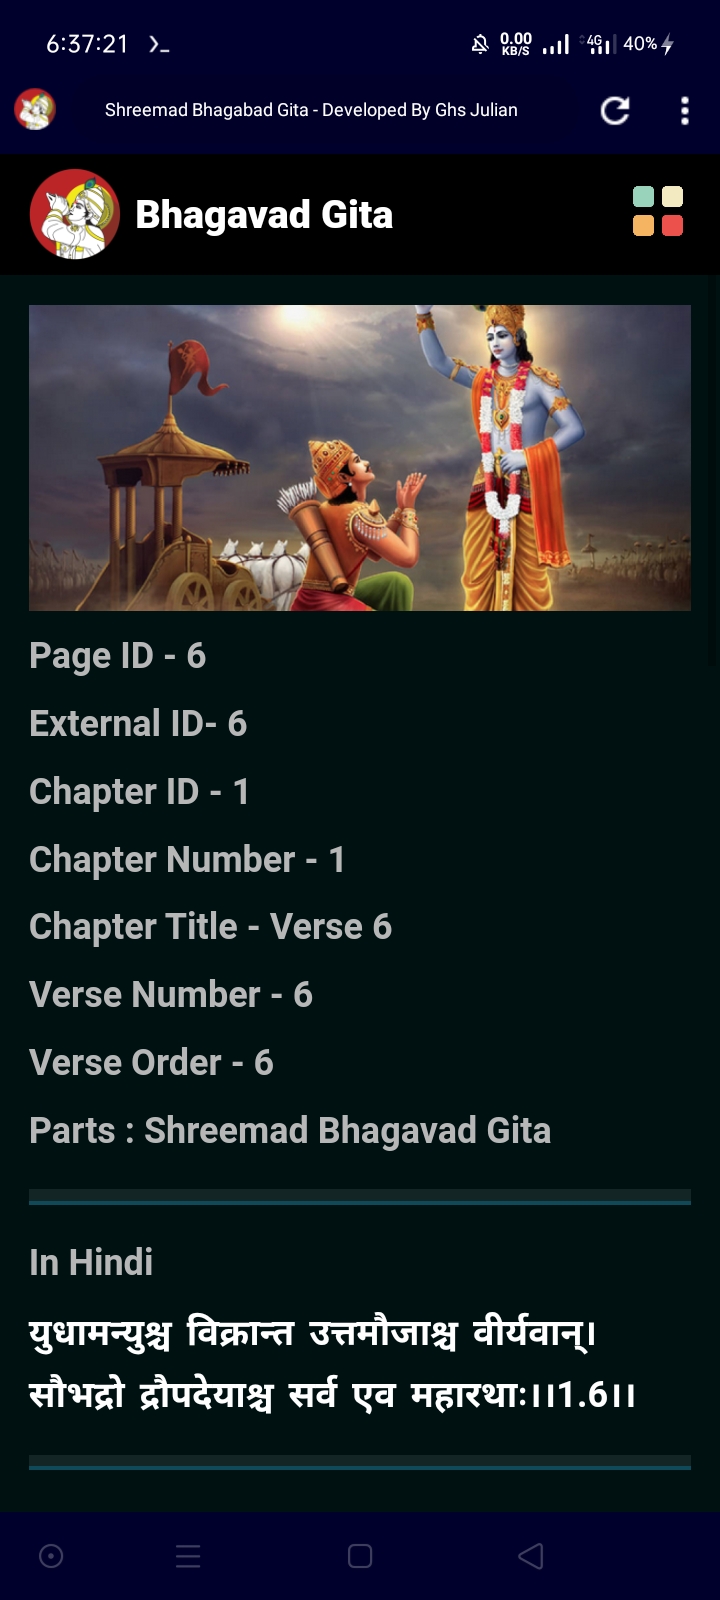 6:37:21
0.00 KB/S 4G 40%
Shreemad Bhagabad Gita - Developed By Ghs Julian
Bhagavad Gita
Page ID - 6
External ID- 6
Chapter ID - 1
Chapter Number - 1
Chapter Title - Verse 6
Verse Number - 6
Verse Order - 6
Parts : Shreemad Bhagavad Gita
In Hindi
युधामन्युश्च विक्रान्त उत्तमौजाश्च वीर्यवान्।
सौभद्रो द्रौपदेयाश्च सर्व एव महारथाः।।1.6।।